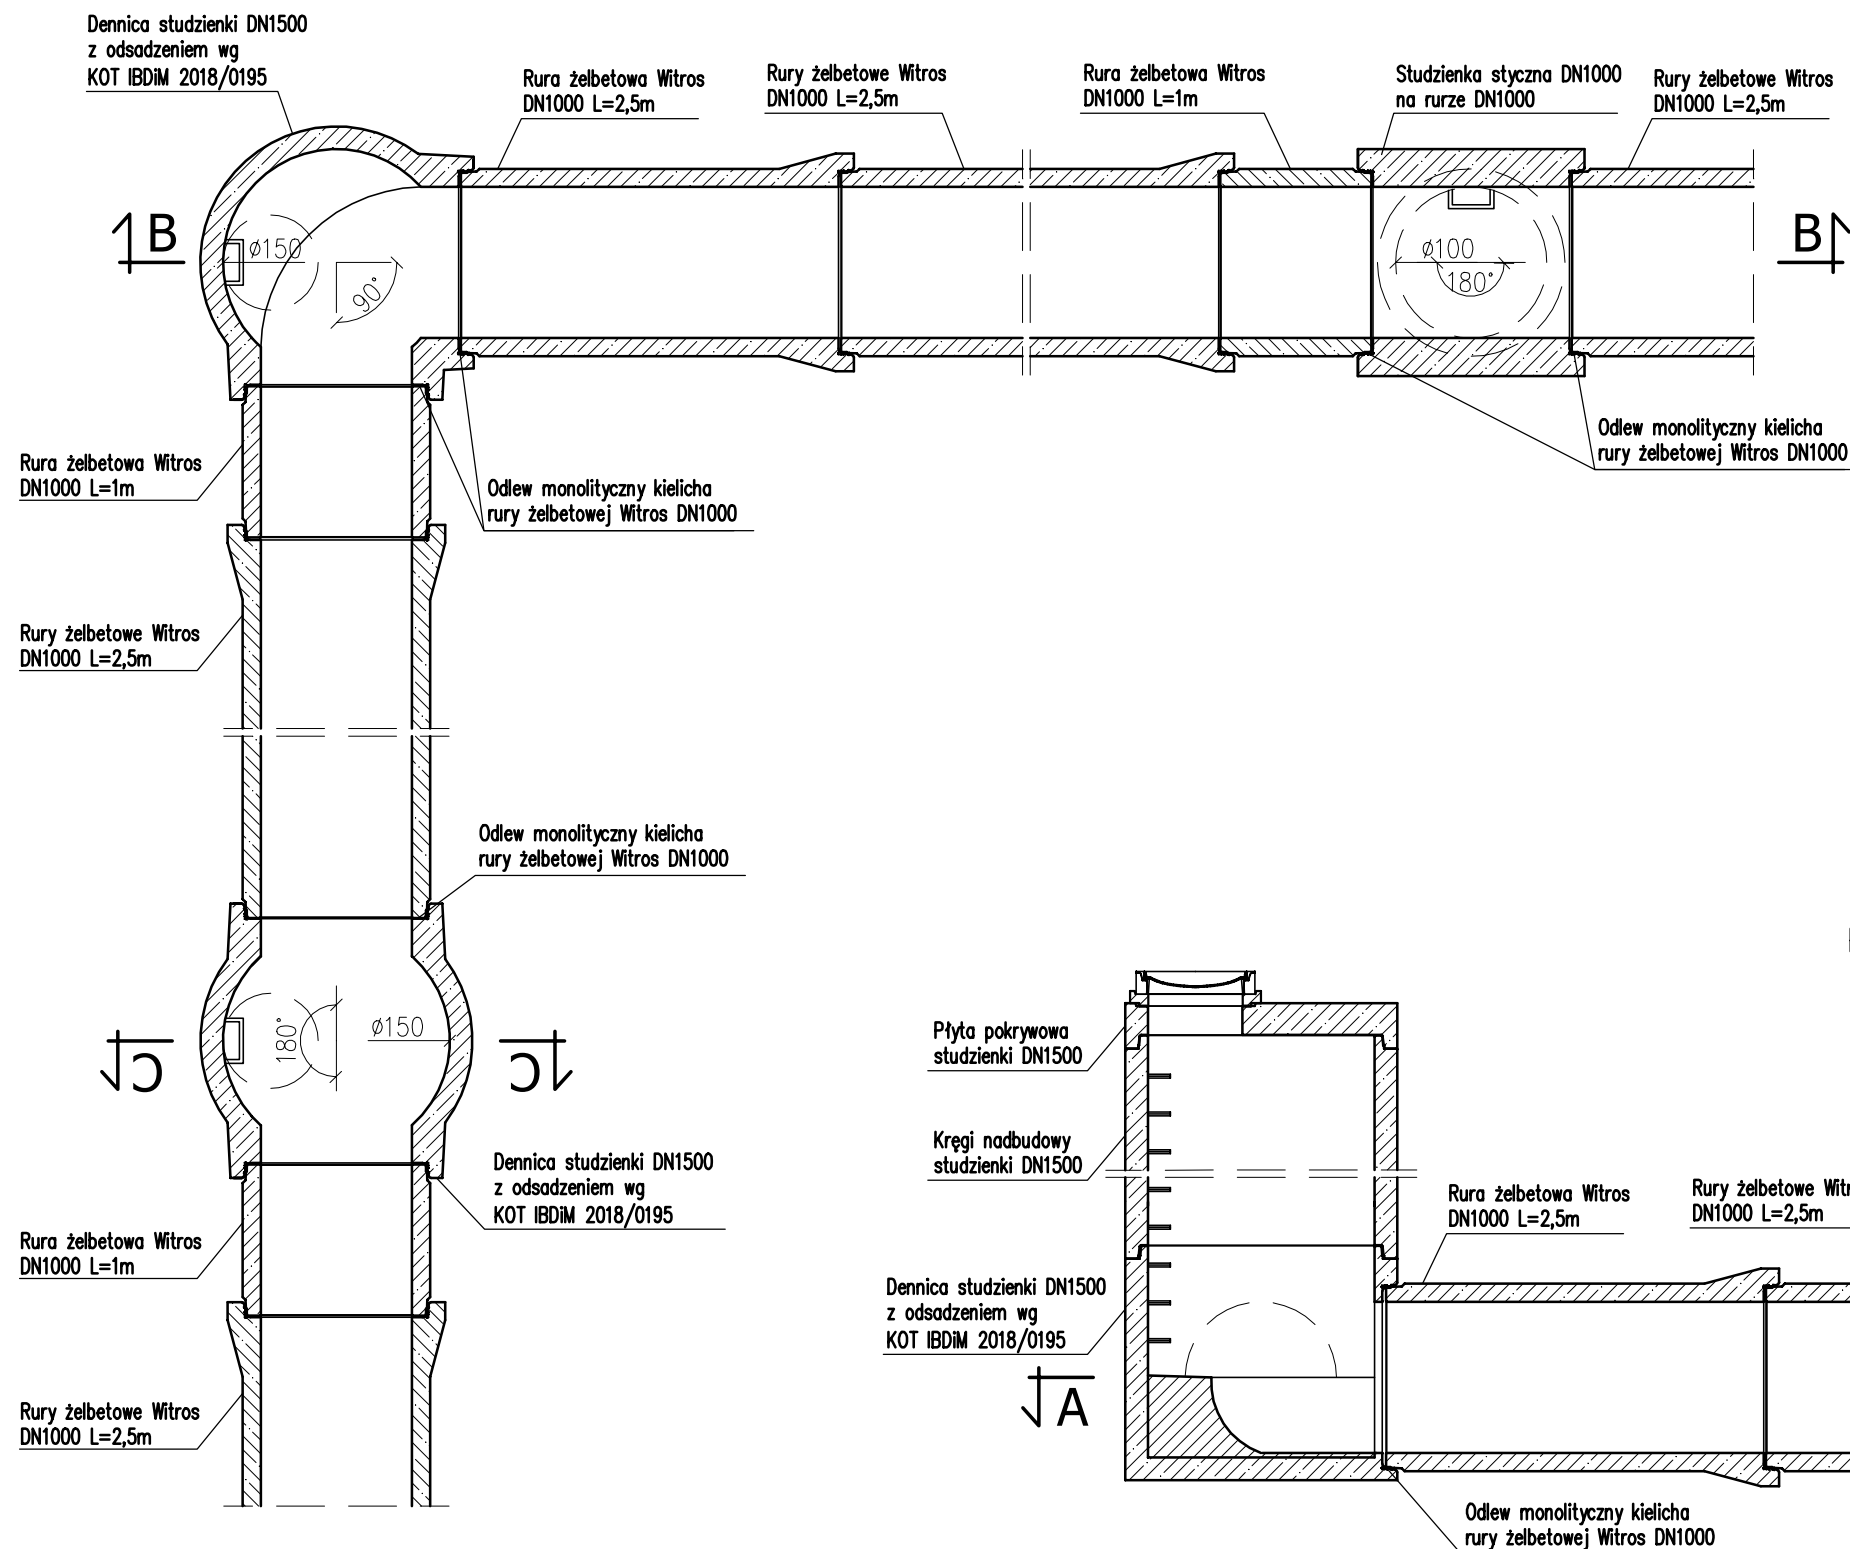 Dennica studzienki DN1500
z odsadzeniem wg
KOT IBDiM 2018/0195
Rura żelbetowa Witros
DN1000 L=2,5m
Rury żelbetowe Witros
DN1000 L=2,5m
Rura żelbetowa Witros
DN1000 L=1m
Studzienka styczna DN1000
na rurze DN1000
Rury żelbetowe Witros
DN1000 L=2,5m
B
ø150
90°
ø100
180°
B
Rura żelbetowa Witros
DN1000 L=1m
Odlew monolityczny kielicha
rury żelbetowej Witros DN1000
Odlew monolityczny kielicha
rury żelbetowej Witros DN1000
Rury żelbetowe Witros
DN1000 L=2,5m
Odlew monolityczny kielicha
rury żelbetowej Witros DN1000
C
180°
ø150
C
Dennica studzienki DN1500
z odsadzeniem wg
KOT IBDiM 2018/0195
Rura żelbetowa Witros
DN1000 L=1m
Rury żelbetowe Witros
DN1000 L=2,5m
Płyta pokrywowa
studzienki DN1500
Kręgi nadbudowy
studzienki DN1500
Rura żelbetowa Witros
DN1000 L=2,5m
Rury żelbetowe Witr
DN1000 L=2,5m
Dennica studzienki DN1500
z odsadzeniem wg
KOT IBDiM 2018/0195
A
Odlew monolityczny kielicha
rury żelbetowej Witros DN1000